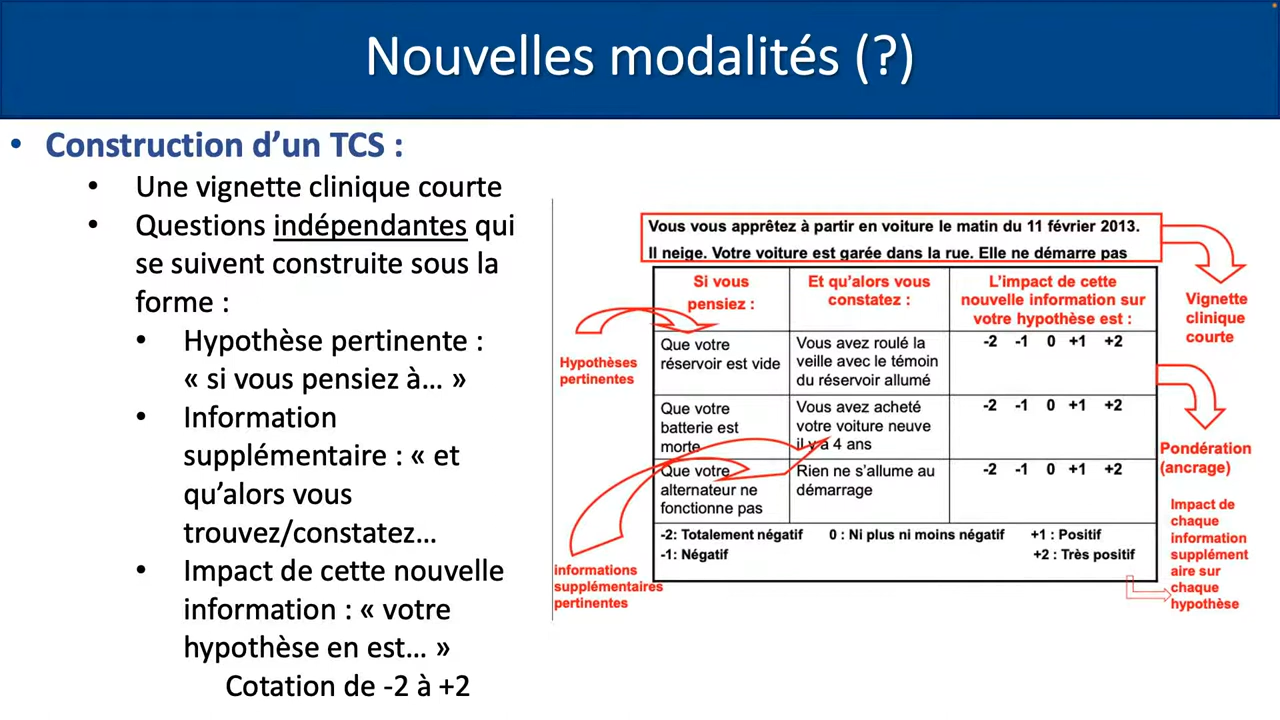 Nouvelles modalités (?)
• Construction d’un TCS :
• Une vignette clinique courte
• Questions indépendantes qui
se suivent construite sous la
forme :
• Hypothèse pertinente :
« si vous pensiez à… »
• Information
supplémentaire : « et
qu’alors vous
trouvez/constatez…
• Impact de cette nouvelle
information : « votre
hypothèse en est… »
Cotation de -2 à +2
Vous vous apprêtez à partir en voiture le matin du 11 février 2013.
Il neige. Votre voiture est garée dans la rue. Elle ne démarre pas
Si vous
pensiez :
Et qu’alors vous
constatez :
L’impact de cette
nouvelle information sur
votre hypothèse est :
Que votre
réservoir est vide
Vous avez roulé la
veille avec le témoin
du réservoir allumé
-2 -1 0 +1 +2
Que votre
batterie est
morte
Vous avez acheté
votre voiture neuve
il y a 4 ans
-2 -1 0 +1 +2
Que votre
alternateur ne
fonctionne pas
Rien ne s’allume au
démarrage
-2 -1 0 +1 +2
-2: Totalement négatif 0 : Ni plus ni moins négatif +1 : Positif
-1: Négatif +2 : Très positif
Hypothèses
pertinentes
informations
supplémentaires
pertinentes
Vignette
clinique
courte
Pondération
(ancrage)
Impact de
chaque
information
supplément
aire sur
chaque
hypothèse